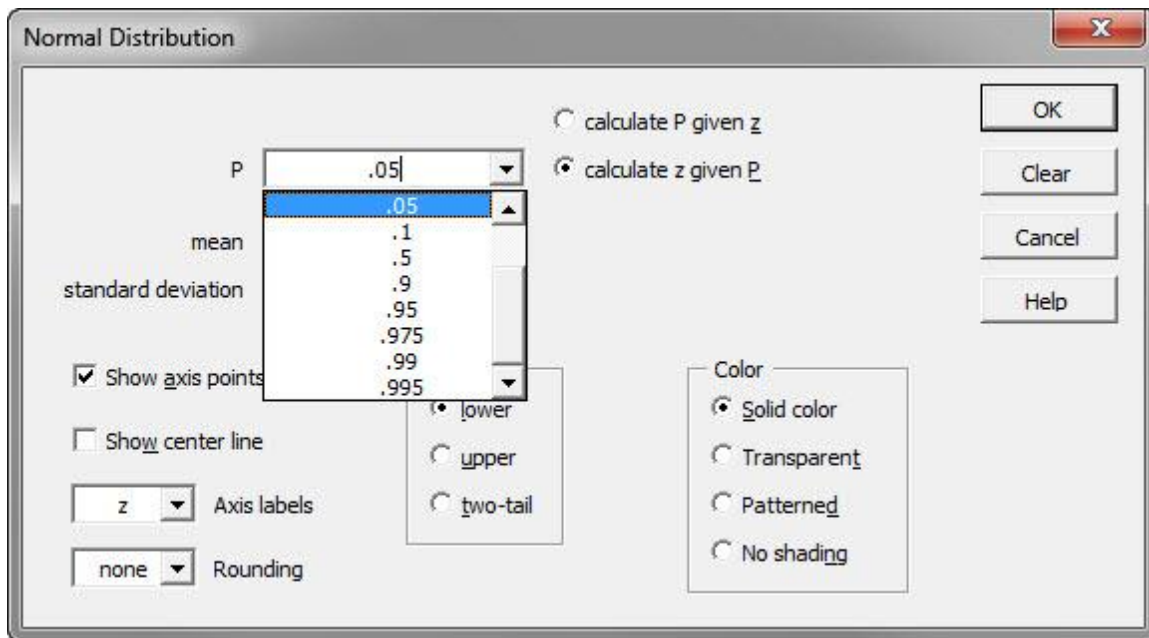 Normal Distribution
calculate P given z
P
.05
calculate z given P
.05
.1
.5
.9
.95
.975
.99
.995
mean
standard deviation
OK
Clear
Cancel
Help
Show axis points
Show center line
z
Axis labels
none
Rounding
lower
upper
two-tail
Color
Solid color
Transparent
Patterned
No shading